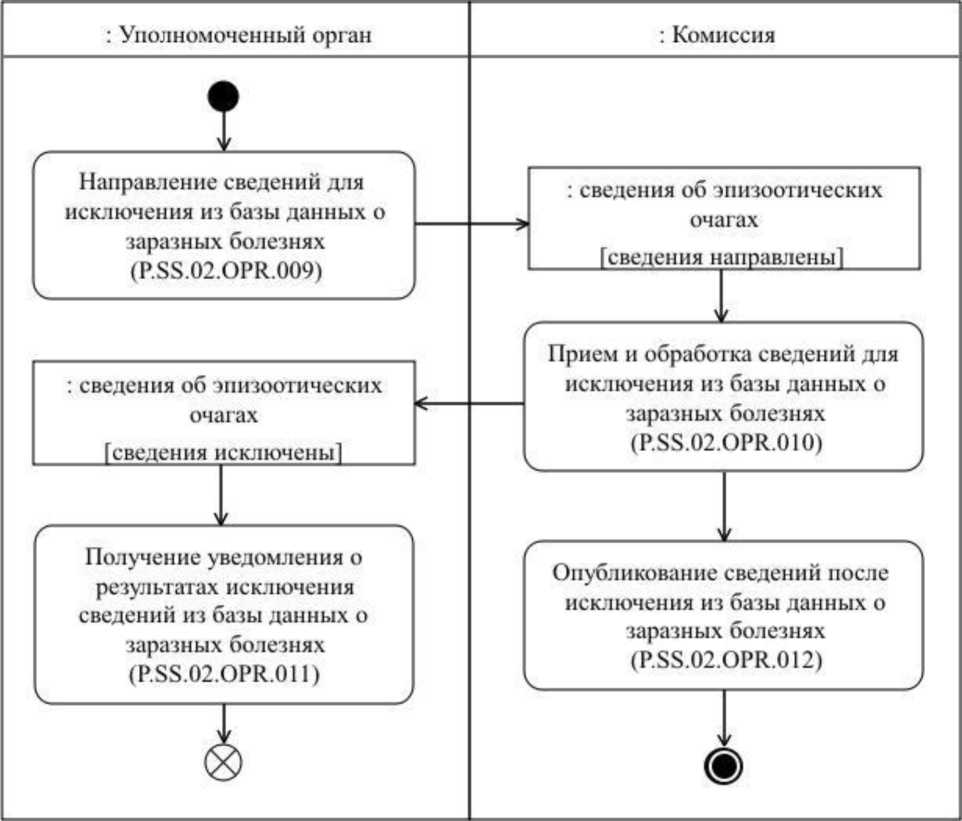 : Уполномоченный орган
: Комиссия
Направление сведений для
исключения из базы данных о
заразных болезнях
(P.SS.02.OPR.009)
: сведения об эпизоотических
очагах
[сведения направлены]
Прием и обработка сведений для
исключения из базы данных о
заразных болезнях
(P.SS.02.OPR.010)
: сведения об эпизоотических
очагах
[сведения исключены]
Получение уведомления о
результатах исключения
сведений из базы данных о
заразных болезнях
(P.SS.02.OPR.011)
Опубликование сведений после
исключения из базы данных о
заразных болезнях
(P.SS.02.OPR.012)